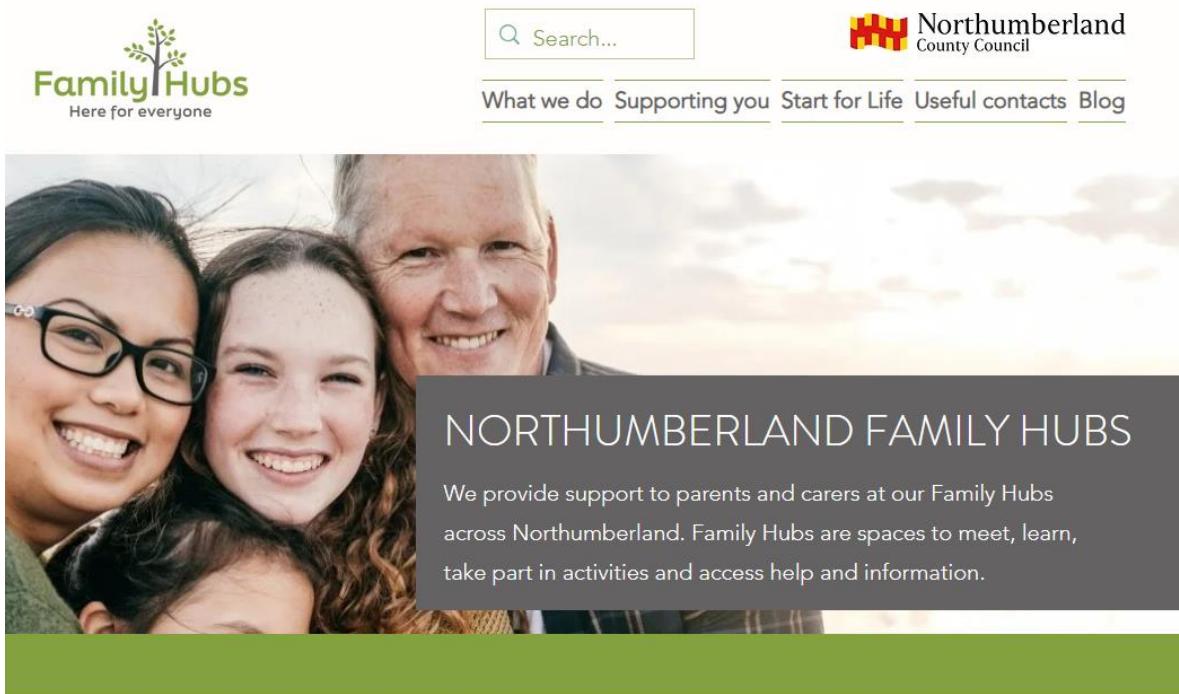 Family Hubs
Here for everyone
Search...
Northumberland
County Council
What we do Supporting you Start for Life Useful contacts Blog
NORTHUMBERLAND FAMILY HUBS
We provide support to parents and carers at our Family Hubs
across Northumberland. Family Hubs are spaces to meet, learn,
take part in activities and access help and information.